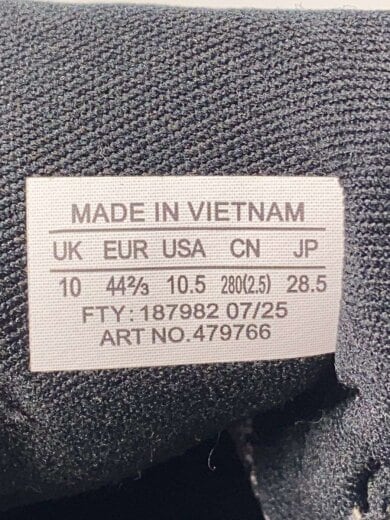 MADE IN VIETNAM
UK EUR USA CN JP
10 44⅔ 10.5 280(2.5) 28.5
FTY: 187982 07/25
ART NO.479766